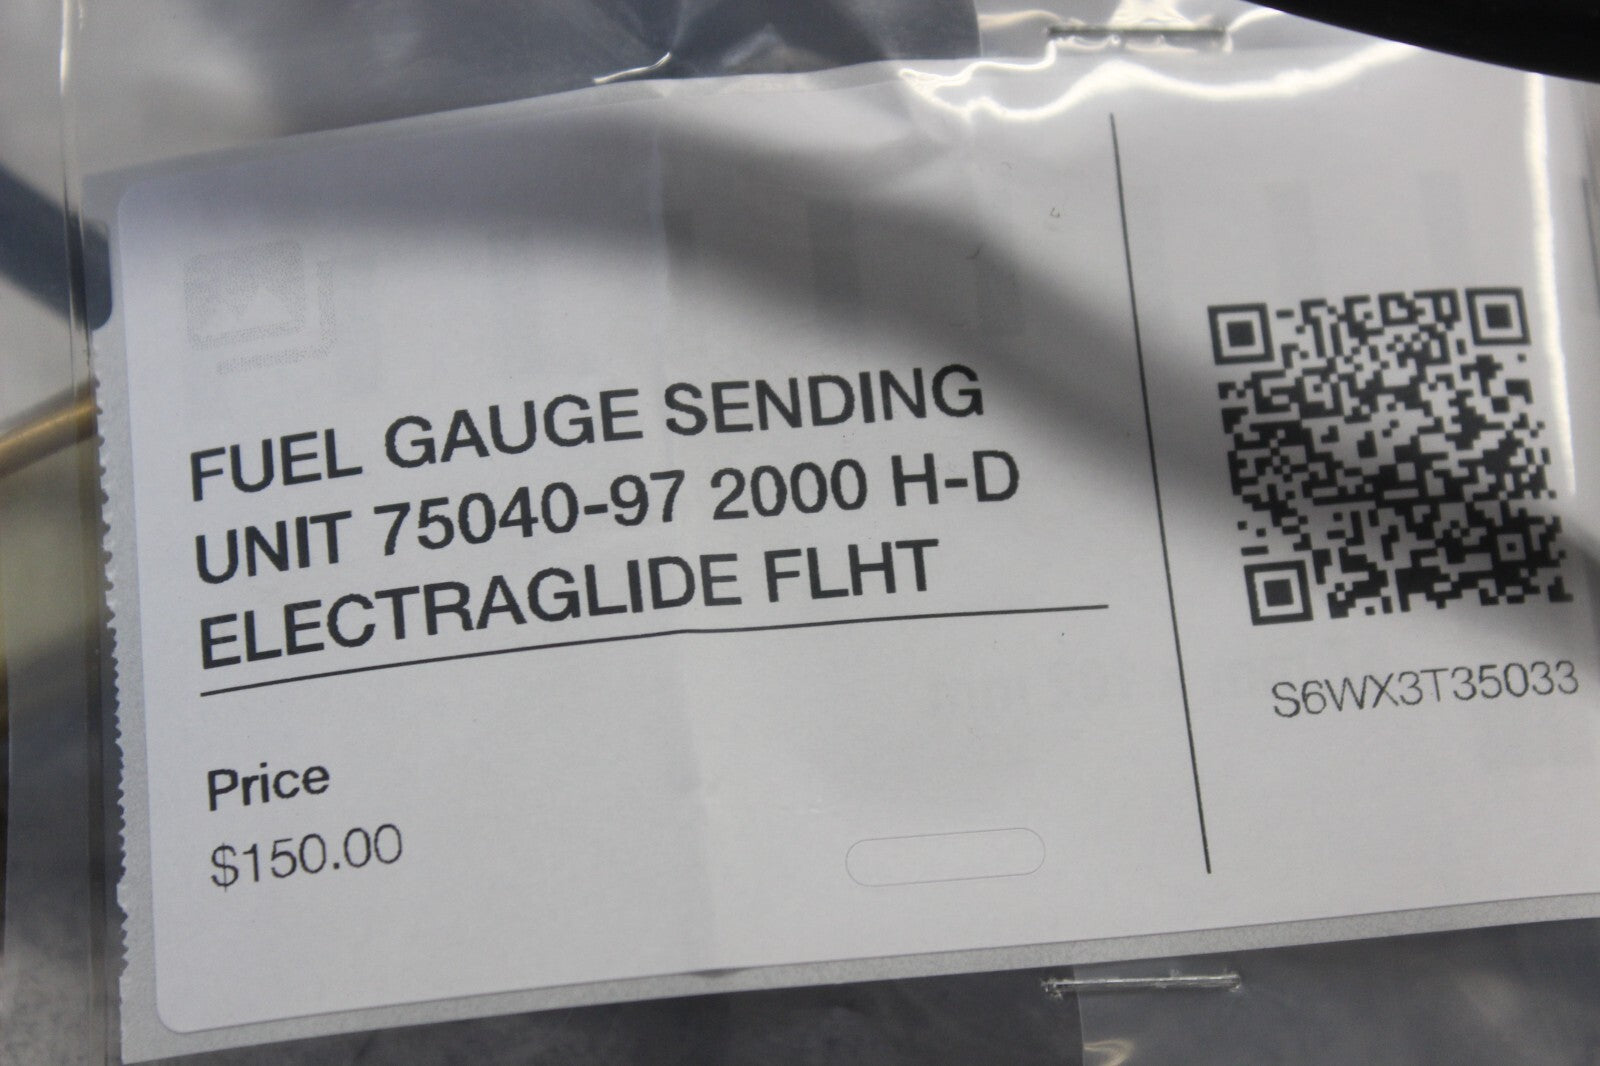 FUEL GAUGE SENDING
UNIT 75040-97 2000 H-D
ELECTRAGLIDE FLHT
Price
$150.00
S6WX3T35033